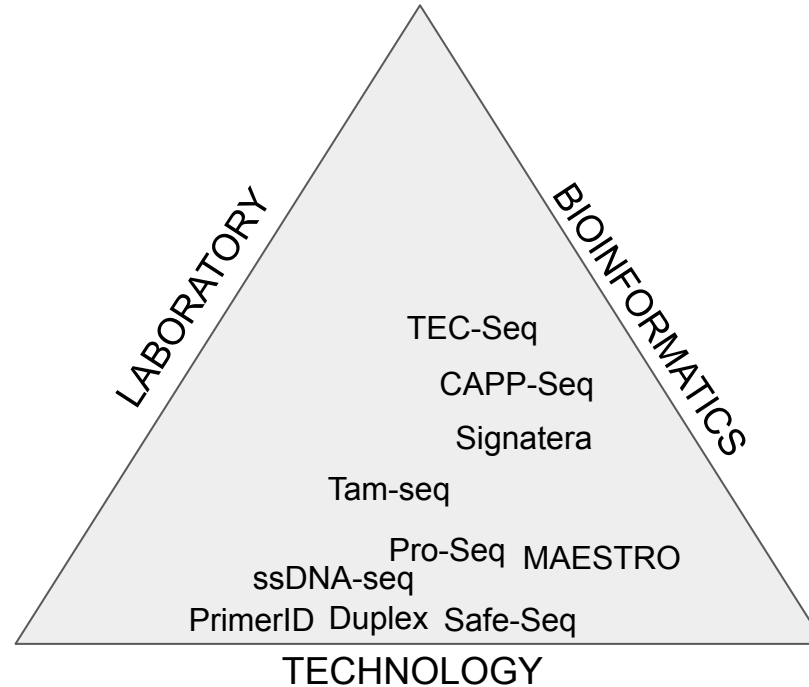 LABORATORY
BIOINFORMATICS
TEC-Seq
CAPP-Seq
Signatera
Tam-seq
Pro-Seq
MAESTRO
ssDNA-seq
PrimerID
Duplex
Safe-Seq
TECHNOLOGY